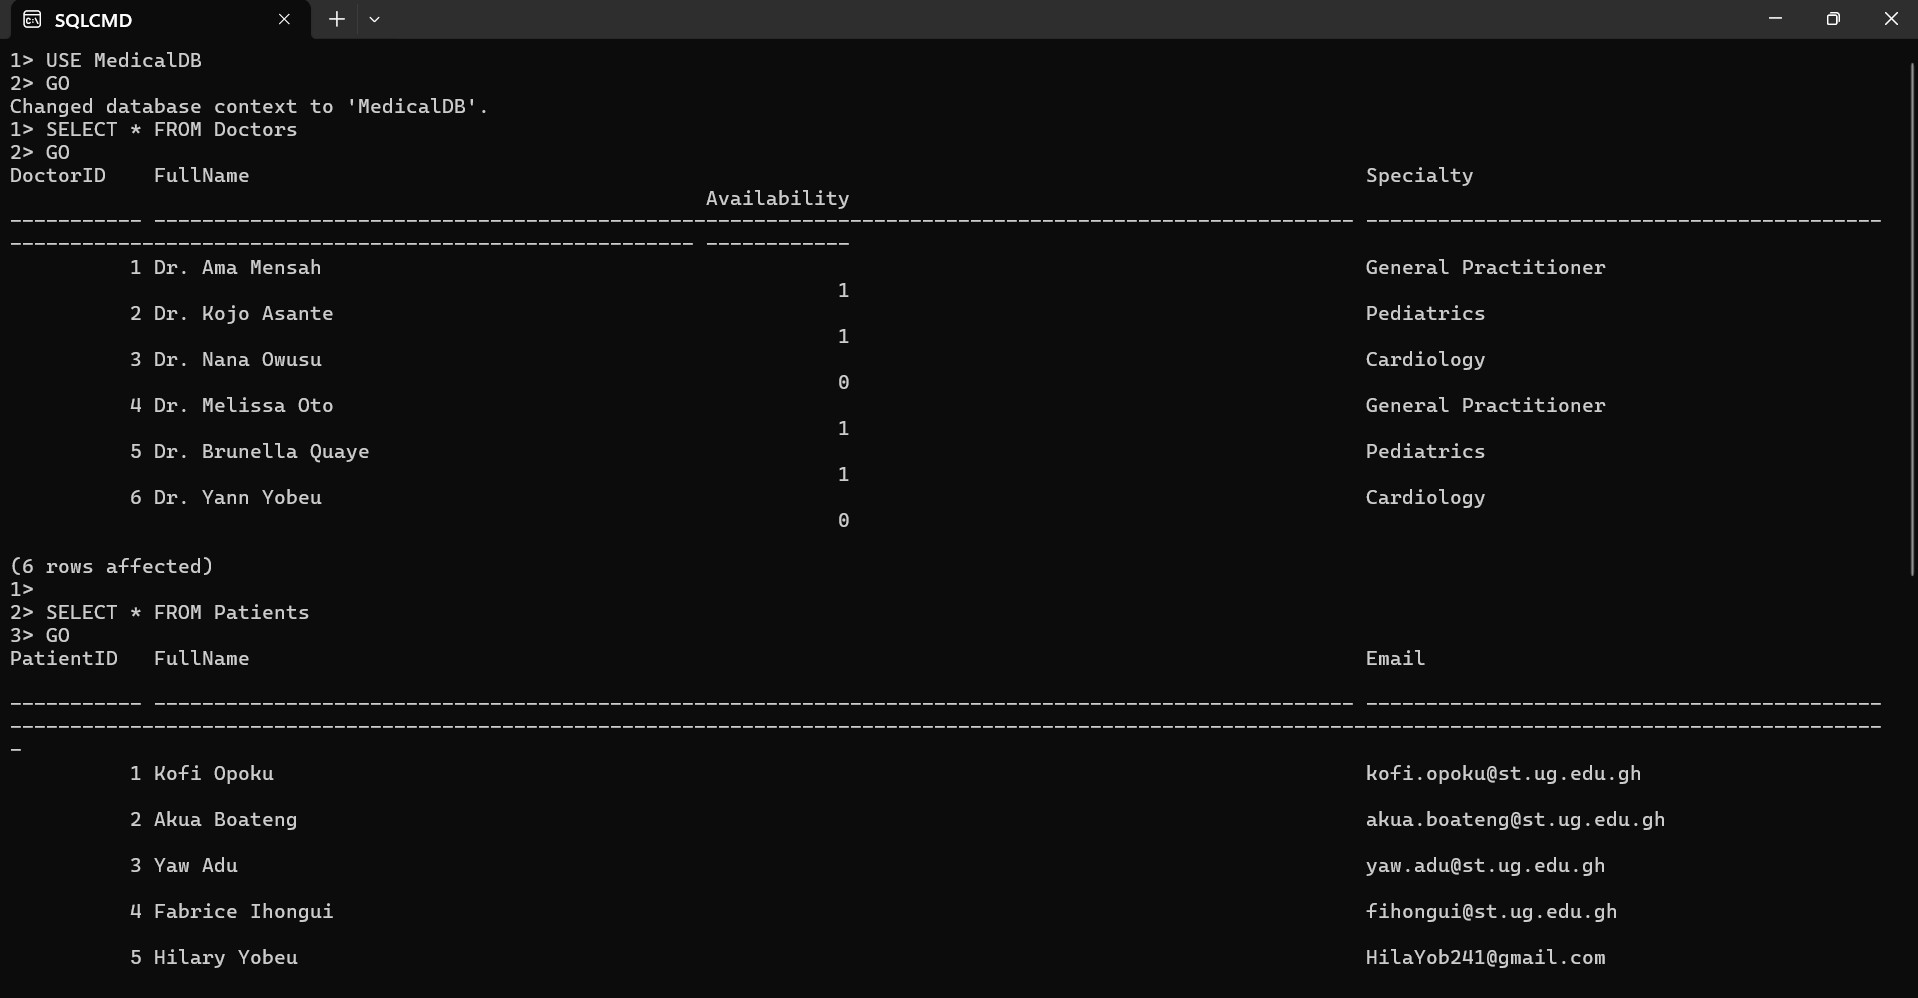 SQLCMD
1> USE MedicalDB
2> GO
Changed database context to 'MedicalDB'.
1> SELECT * FROM Doctors
2> GO
DoctorID    FullName    Specialty
Availability
----------- ---------------------------------------------------------------------------------------------------- -------------------------------------------
--------------------------------------------------------- ------------
1 Dr. Ama Mensah    General Practitioner
1
2 Dr. Kojo Asante    Pediatrics
1
3 Dr. Nana Owusu    Cardiology
0
4 Dr. Melissa Oto    General Practitioner
1
5 Dr. Brunella Quaye    Pediatrics
1
6 Dr. Yann Yobeu    Cardiology
0
(6 rows affected)
1>
2> SELECT * FROM Patients
3> GO
PatientID   FullName    Email
----------- ---------------------------------------------------------------------------------------------------- -------------------------------------------
------------------------------------------------------------------------------------------------------------------------------------------------------------
-
1 Kofi Opoku    kofi.opoku@st.ug.edu.gh
2 Akua Boateng    akua.boateng@st.ug.edu.gh
3 Yaw Adu    yaw.adu@st.ug.edu.gh
4 Fabrice Ihongui    fihongui@st.ug.edu.gh
5 Hilary Yobeu    HilaYob241@gmail.com